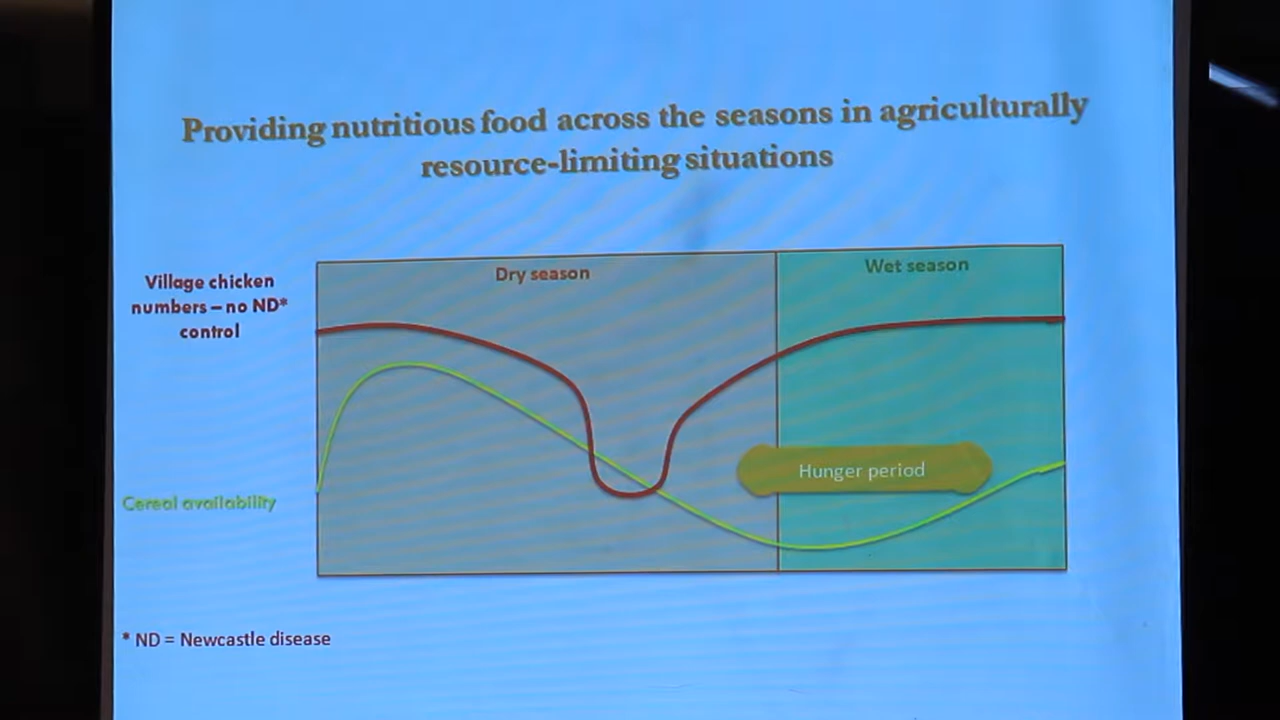 Providing nutritious food across the seasons in agriculturally
resource-limiting situations
Village chicken
numbers – no ND*
control
Dry season
Wet season
Hunger period
Cereal availability
* ND = Newcastle disease